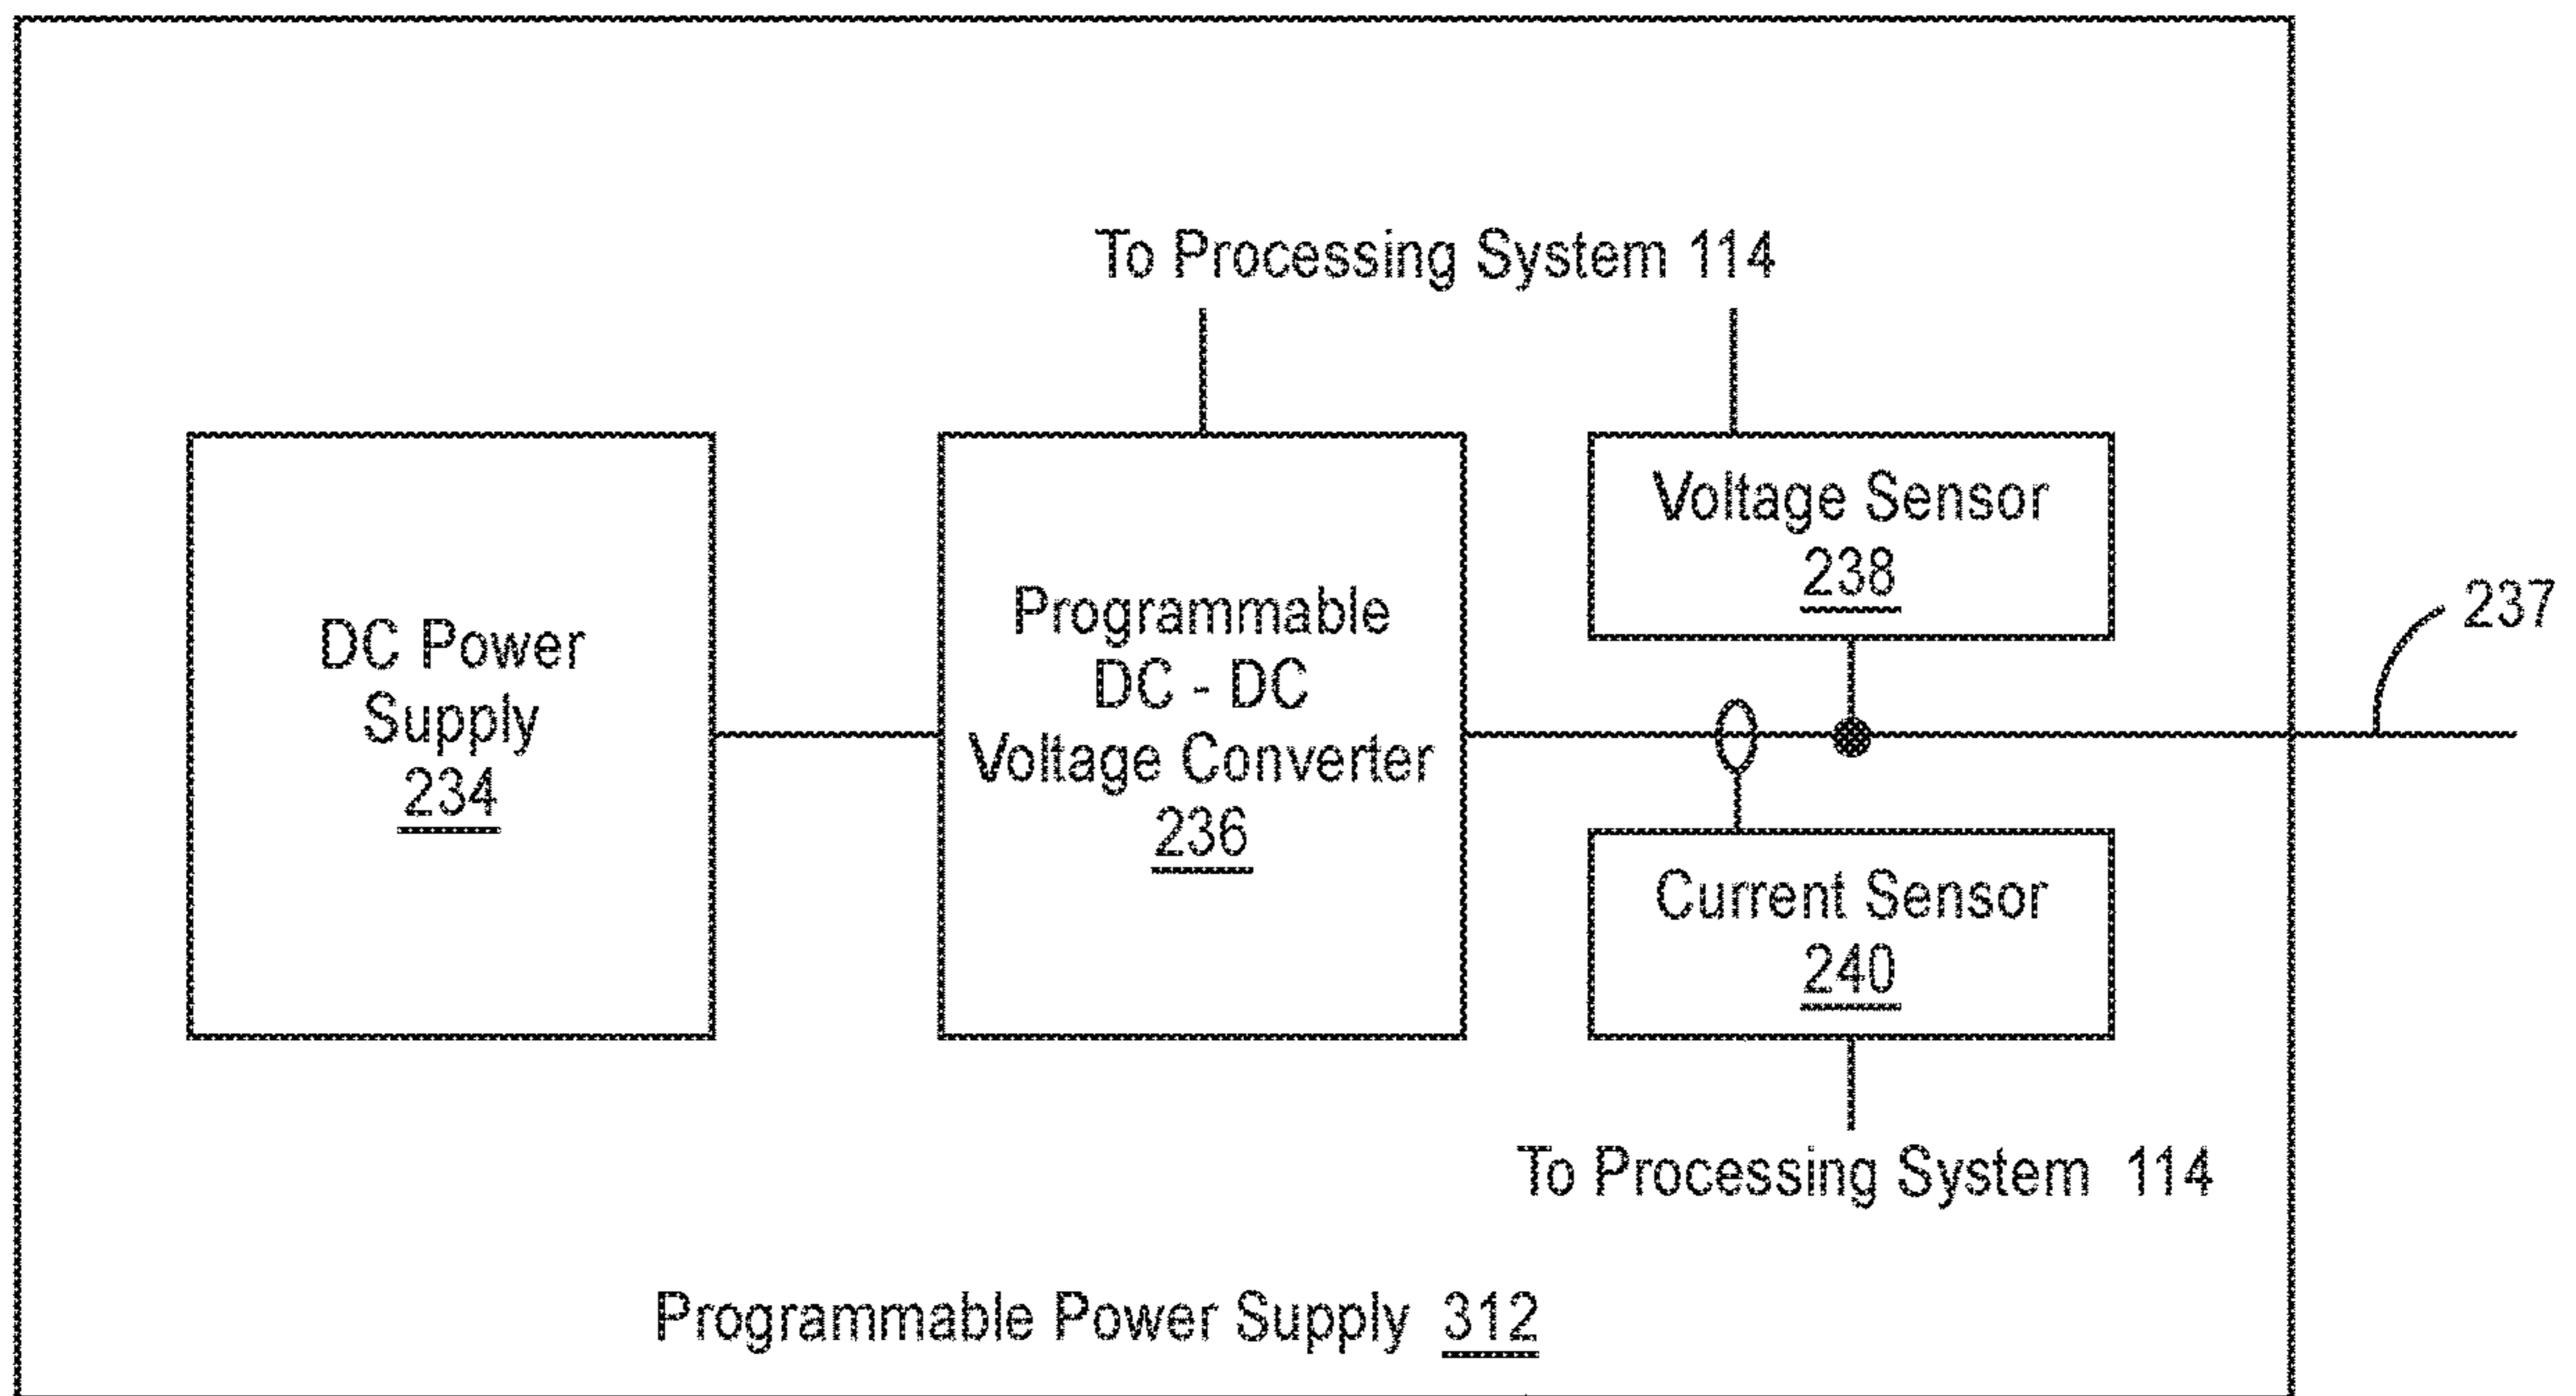 To Processing System 114
Voltage Sensor
238
237
DC Power
Supply
234
Programmable
DC - DC
Voltage Converter
236
Current Sensor
240
To Processing System 114
Programmable Power Supply 312